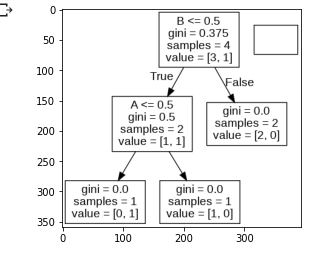 0
50
100
150
200
250
300
350
0
100
200
300
B <= 0.5
gini = 0.375
samples = 4
value = [3, 1]
True
False
A <= 0.5
gini = 0.5
samples = 2
value = [1, 1]
gini = 0.0
samples = 2
value = [2, 0]
gini = 0.0
samples = 1
value = [0, 1]
gini = 0.0
samples = 1
value = [1, 0]